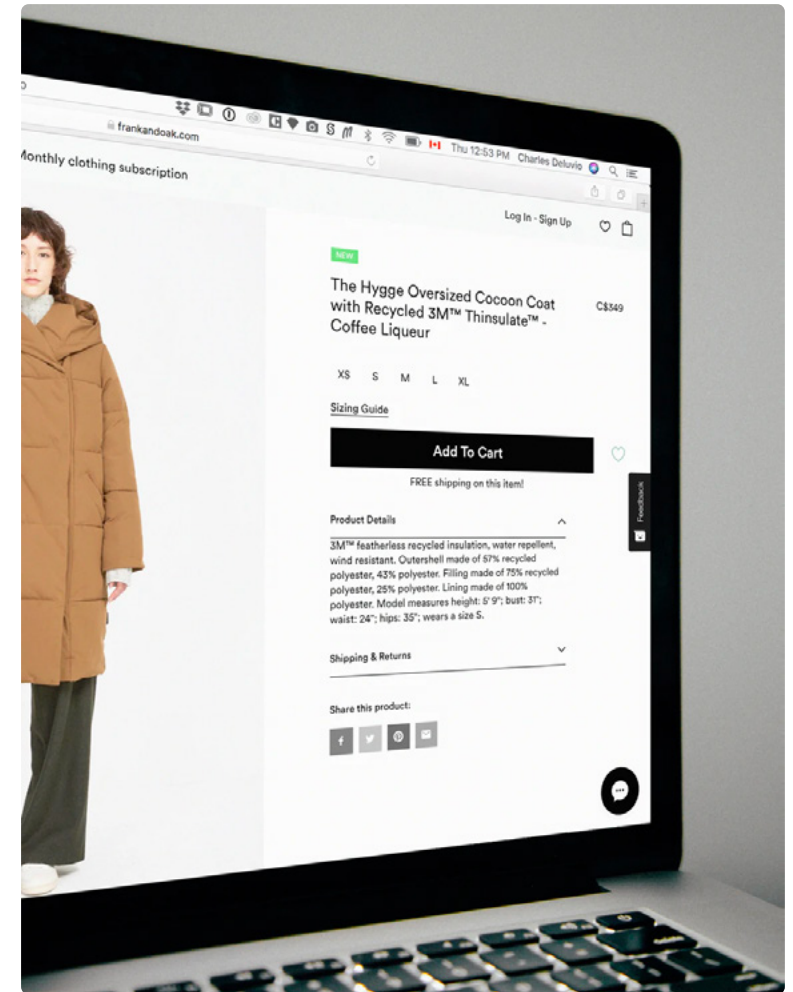 frankandoak.com
Thu 12:53 PM Charles Deluvio
Monthly clothing subscription
Log In - Sign Up
NEW
The Hygge Oversized Cocoon Coat
with Recycled 3M™ Thinsulate™ -
Coffee Liqueur
C$349
XS S M L XL
Sizing Guide
Add To Cart
FREE shipping on this item!
Feedback
Product Details
3M™ featherless recycled insulation, water repellent,
wind resistant. Outershell made of 57% recycled
polyester, 43% polyester. Filling made of 75% recycled
polyester, 25% polyester. Lining made of 100%
polyester. Model measures height: 5'9"; bust: 31";
waist: 24"; hips: 35"; wears a size S.
Shipping & Returns
Share this product: